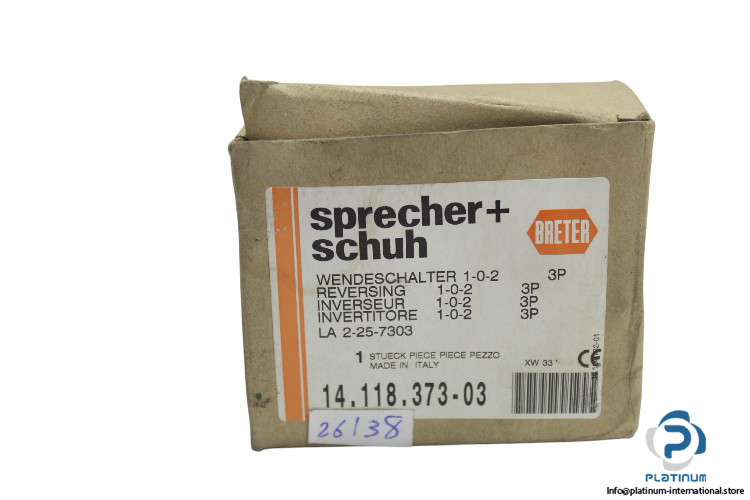 sprecher+
schuh
BRETER
WENDESCHALTER 1-0-2 3P
REVERSING 1-0-2 3P
INVERSEUR 1-0-2 3P
INVERTITORE 1-0-2 3P
LA 2-25-7303
1 STUECK PIECE PIECE PEZZO
MADE IN ITALY
XW 33
CE
14.118.373-03
26138
PLATINUM
Info@platinum-international.store